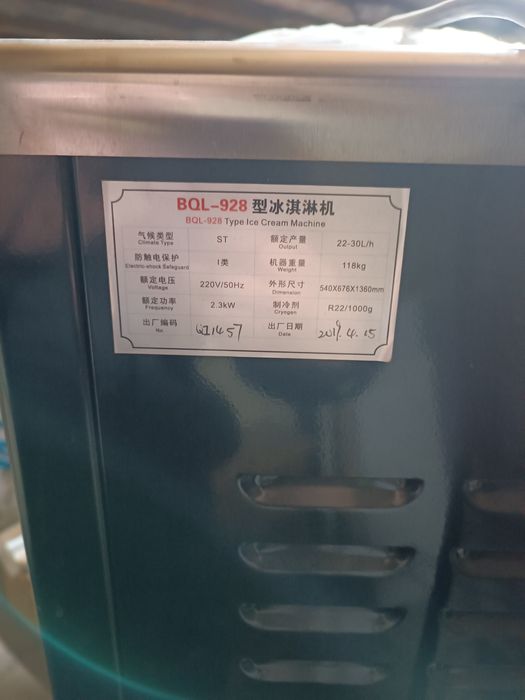 BQL-928 型冰淇淋机
BQL-928 Type Ice Cream Machine
气候类型 ST 额定产量 22-30L/h
Climate Type Output
防触电保护 I类 机器重量 118kg
Electric-shock Safeguard Weight
额定电压 220V/50Hz 外形尺寸 540X676X1360mm
Voltage Dimension
额定功率 2.3kW 制冷剂 R22/1000g
Frequency Cryogen
出厂编码 出厂日期 2019.4.15
No Date